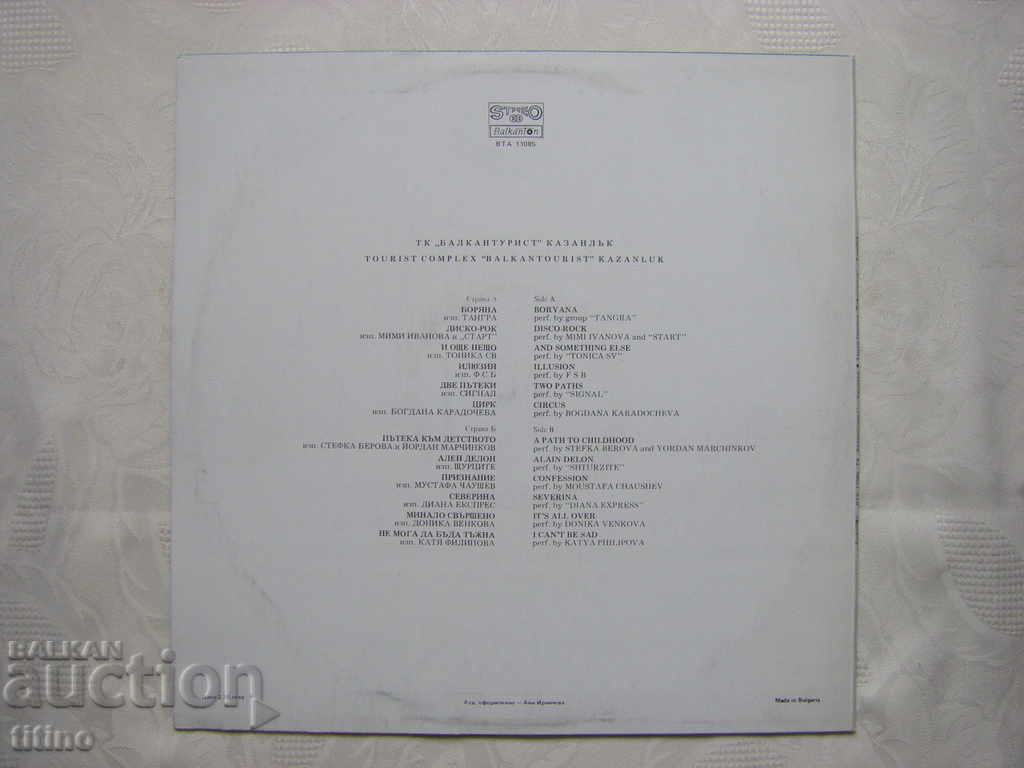 STEREO
Balkanton
BTA 11085
ТК „БАЛКАНТУРИСТ" КАЗАНЛЪК
TOURIST COMPLEX "BALKANTOURIST" KAZANLUK
Страна А
БОРЯНА
изп. ТАНГРА
ДИСКО-РОК
изп. МИМИ ИВАНОВА и „СТАРТ"
И ОЩЕ НЕЩО
изп. ТОНИКА СВ
ИЛЮЗИЯ
изп. Ф.С.Б
ДВЕ ПЪТЕКИ
изп. СИГНАЛ
ЦИРК
изп. БОГДАНА КАРАДОЧЕВА
Страна Б
ПЪТЕКА КЪМ ДЕТСТВОТО
изп. СТЕФКА БЕРОВА и ЙОРДАН МАРЧИНКОВ
АЛЕН ДЕЛОН
изп. ЩУРЦИТЕ
ПРИЗНАНИЕ
изп. МУСТАФА ЧАУШЕВ
СЕВЕРИНА
изп. ДИАНА ЕКСПРЕС
МИНАЛО СВЪРШЕНО
изп. ДОНИКА ВЕНКОВА
НЕ МОГА ДА БЪДА ТЪЖНА
изп. КАТЯ ФИЛИПОВА
Side A
BORYANA
perf. by group "TANGRA"
DISCO-ROCK
perf. by MIMI IVANOVA and "START"
AND SOMETHING ELSE
perf. by "TONICA SV"
ILLUSION
perf. by F S B
TWO PATHS
perf. by "SIGNAL"
CIRCUS
perf. by BOGDANA KARADOCHEVA
Side B
A PATH TO CHILDHOOD
perf. by STEFKA BEROVA and YORDAN MARCHINKOV
ALAIN DELON
perf. by "SHTURZITE"
CONFESSION
perf. by MOUSTAFA CHAUSHEV
SEVERINA
perf. by "DIANA EXPRESS"
IT'S ALL OVER
perf. by DONIKA VENKOVA
I CAN'T BE SAD
perf. by KATYA PHILIPOVA
Made in Bulgaria
BALKAN
auction
titino